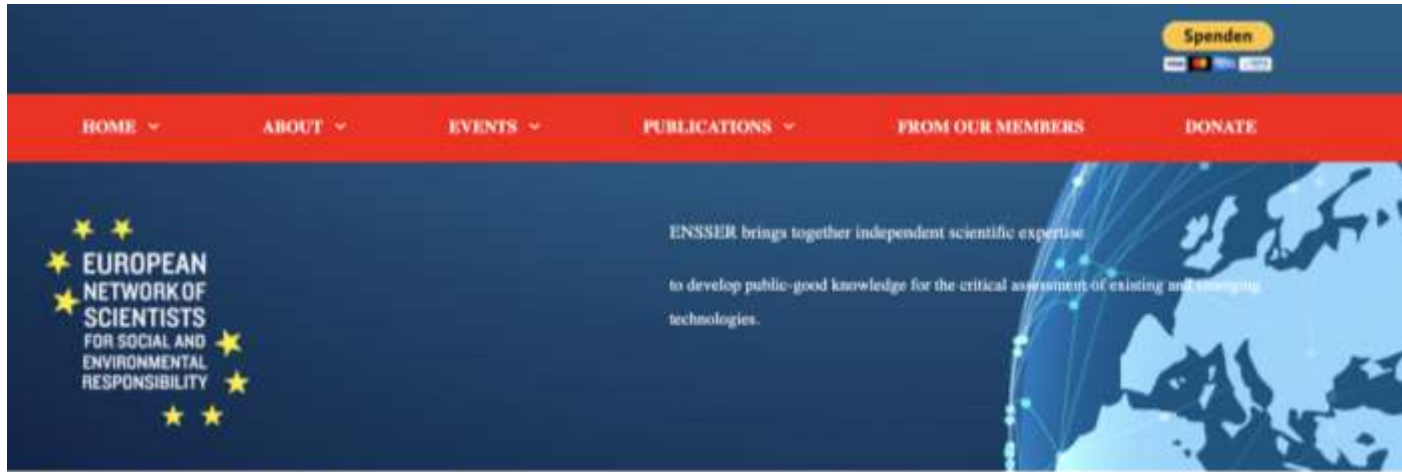 Spenden
HOME
ABOUT
EVENTS
PUBLICATIONS
FROM OUR MEMBERS
DONATE
EUROPEAN
NETWORK OF
SCIENTISTS
FOR SOCIAL AND
ENVIRONMENTAL
RESPONSIBILITY
ENSSER brings together independent scientific expertise
to develop public-good knowledge for the critical assessment of existing and emerging
technologies.